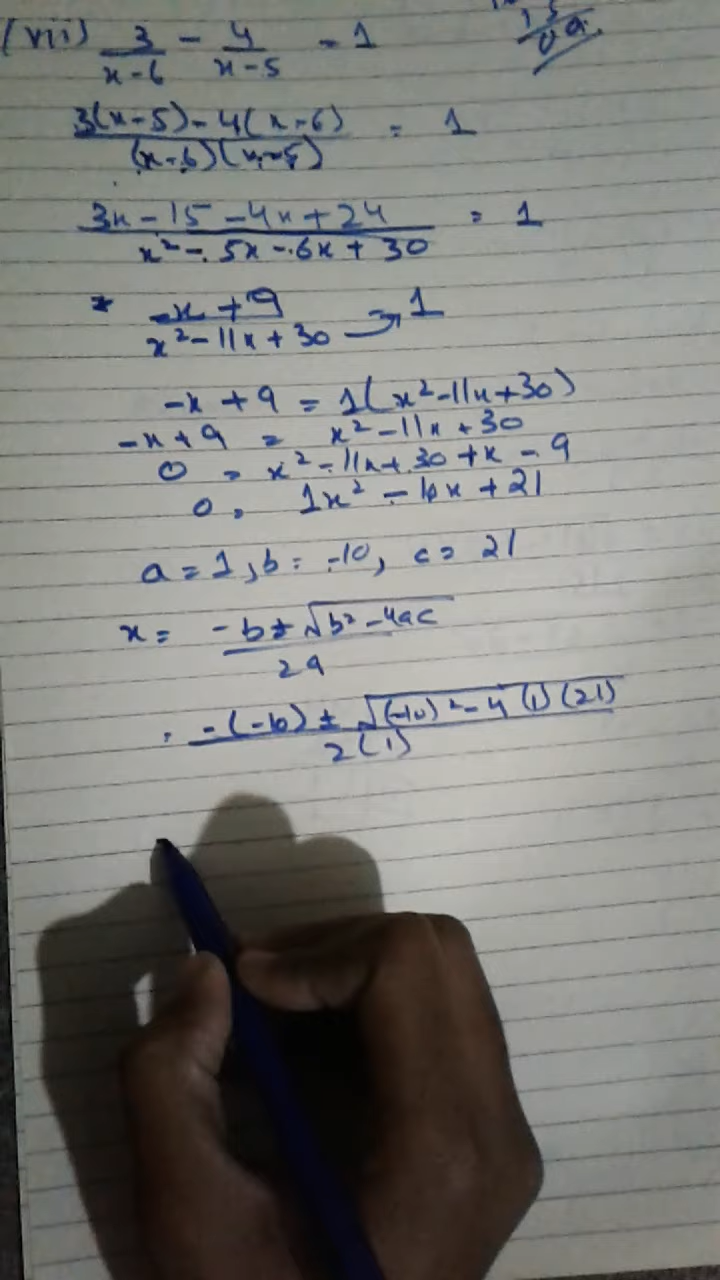 (vii) 3/(x-6) - 4/(x-5) = 1
(3(x-5) - 4(x-6))/((x-6)(x-5)) = 1
(3x - 15 - 4x + 24)/(x² - 5x - 6x + 30) = 1
(-x + 9)/(x² - 11x + 30) 1
-x + 9 = 1(x² - 11x + 30)
-x + 9 = x² - 11x + 30
0 = x² - 11x + 30 + x - 9
0 = 1x² - 10x + 21
a = 1, b = -10, c = 21
x = (-b ± √(b² - 4ac))/2a
= (-(-10) ± √((-10)² - 4(1)(21)))/2(1)